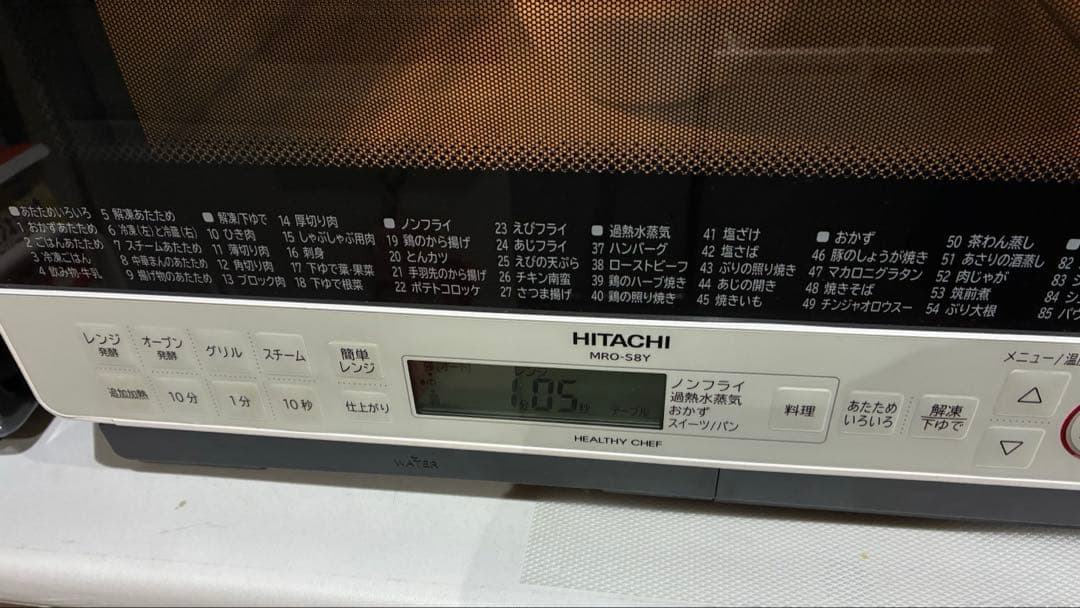 ■あたためいろいろ
1 おかずあたため
2 ごはんあたため
3 冷凍ごはん
4 飲み物・牛乳
5 解凍あたため
6 冷凍(左)と冷蔵(右)
7 スチームあたため
8 中華まんあたため
9 揚げ物のあたため
■解凍/下ゆで
10 ひき肉
11 薄切り肉
12 角切り肉
13 ブロック肉
14 厚切り肉
15 しゃぶしゃぶ用肉
16 刺身
17 下ゆで葉・果菜
18 下ゆで根菜
■ノンフライ
19 鶏のから揚げ
20 とんカツ
21 手羽先のから揚げ
22 ポテトコロッケ
23 えびフライ
24 あじフライ
25 えびの天ぷら
26 チキン南蛮
27 さつま揚げ
■過熱水蒸気
37 ハンバーグ
38 ローストビーフ
39 鶏のハーブ焼き
40 鶏の照り焼き
41 塩ざけ
42 塩さば
43 ぶりの照り焼き
44 あじの開き
45 焼きいも
■おかず
46 豚のしょうが焼き
47 マカロニグラタン
48 焼きそば
49 チンジャオロウスー
50 茶わん蒸し
51 あさりの酒蒸し
52 肉じゃが
53 筑前煮
54 ぶり大根
82
83
84
85
HITACHI
MRO-S8Y
レンジ
発酵
オーブン
発酵
グリル
スチーム
簡単
レンジ
追加加熱
10分
1分
10秒
仕上がり
レンジ
1分05秒
テーブル
ノンフライ
過熱水蒸気
おかず
スイーツ/パン
料理
あたため
いろいろ
解凍
下ゆで
メニュー/温
△
▽
HEALTHY CHEF
WATER